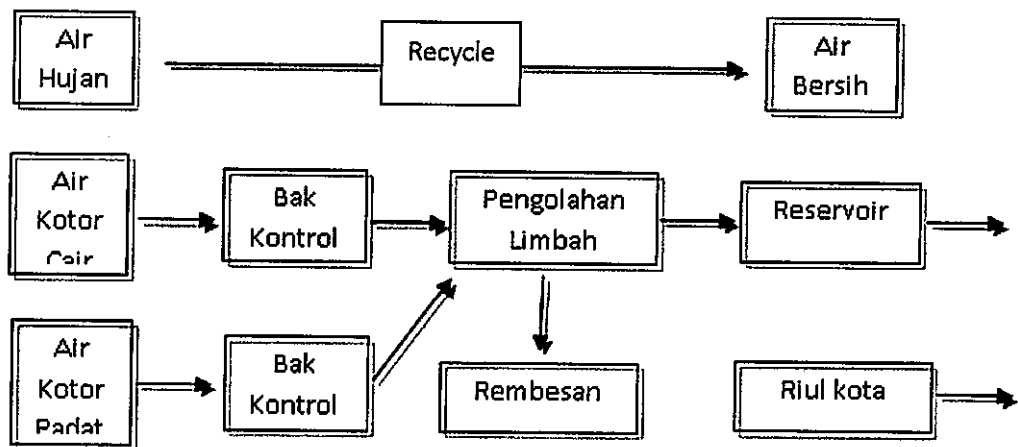 Air
Hujan
Recycle
Air
Bersih
Air
Kotor
Cair
Bak
Kontrol
Pengolahan
Limbah
Reservoir
Air
Kotor
Padat
Bak
Kontrol
Rembesan
Riul kota